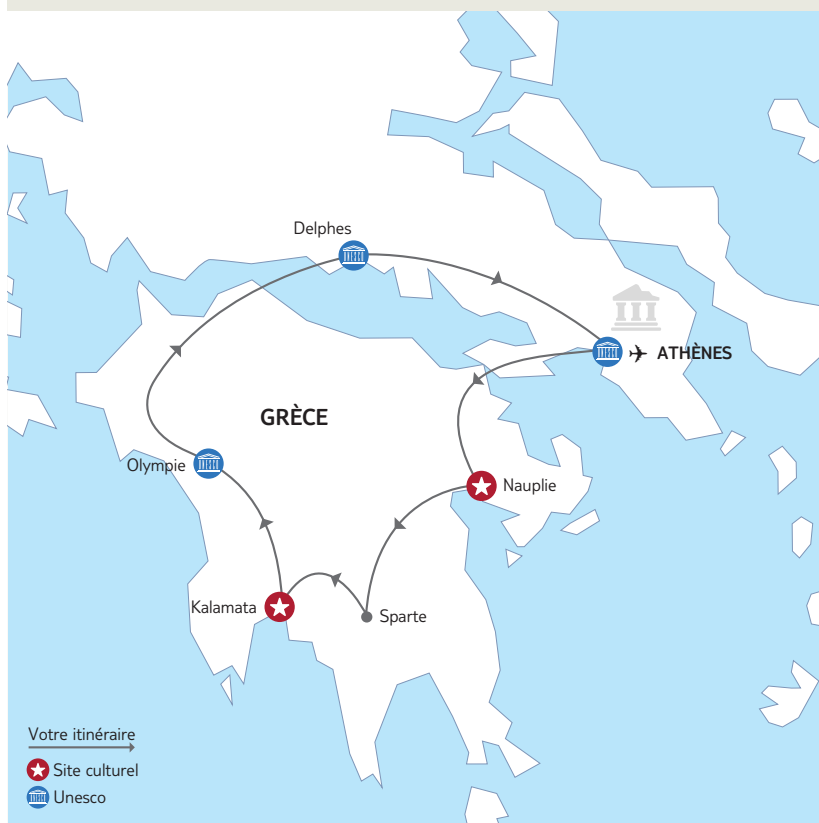 Delphes
ATHÈNES
GRÈCE
Olympie
Nauplie
Kalamata
Sparte
Votre itinéraire
Site culturel
Unesco